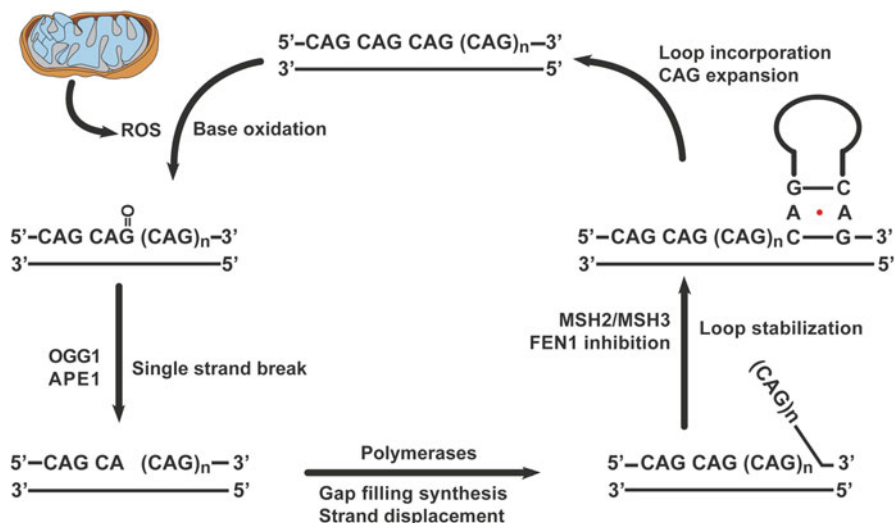 5’–CAG CAG CAG (CAG)n–3’
3’ 5’
Loop incorporation
CAG expansion
ROS
Base oxidation
O
5’–CAG CAG (CAG)n–3’
3’ 5’
G C
A A
5’–CAG CAG (CAG)n C G–3’
3’ 5’
OGG1
APE1
Single strand break
MSH2/MSH3
FEN1 inhibition
Loop stabilization
(CAG)n
5’–CAG CA (CAG)n–3’
3’ 5’
Polymerases
Gap filling synthesis
Strand displacement
5’–CAG CAG (CAG)n –3’
3’ 5’